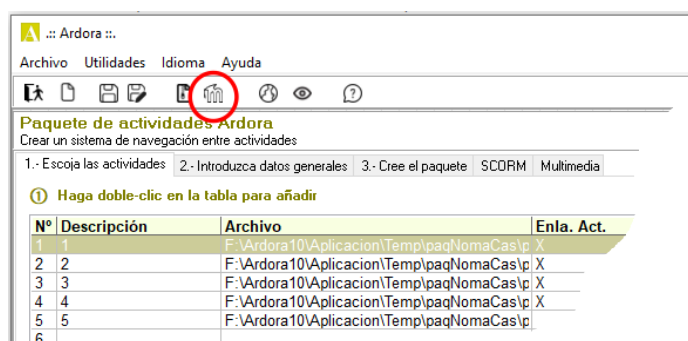 .:: Ardora ::.
Archivo Utilidades Idioma Ayuda
Paquete de actividades Ardora
Crear un sistema de navegación entre actividades
1.- Escoja las actividades 2.- Introduzca datos generales 3.- Cree el paquete SCORM Multimedia
1 Haga doble-clic en la tabla para añadir
Nº Descripción Archivo Enla. Act.
1 1 F:\Ardora10\Aplicacion\Temp\paqNomaCas\p X
2 2 F:\Ardora10\Aplicacion\Temp\paqNomaCas\p X
3 3 F:\Ardora10\Aplicacion\Temp\paqNomaCas\p X
4 4 F:\Ardora10\Aplicacion\Temp\paqNomaCas\p X
5 5 F:\Ardora10\Aplicacion\Temp\paqNomaCas\p
6